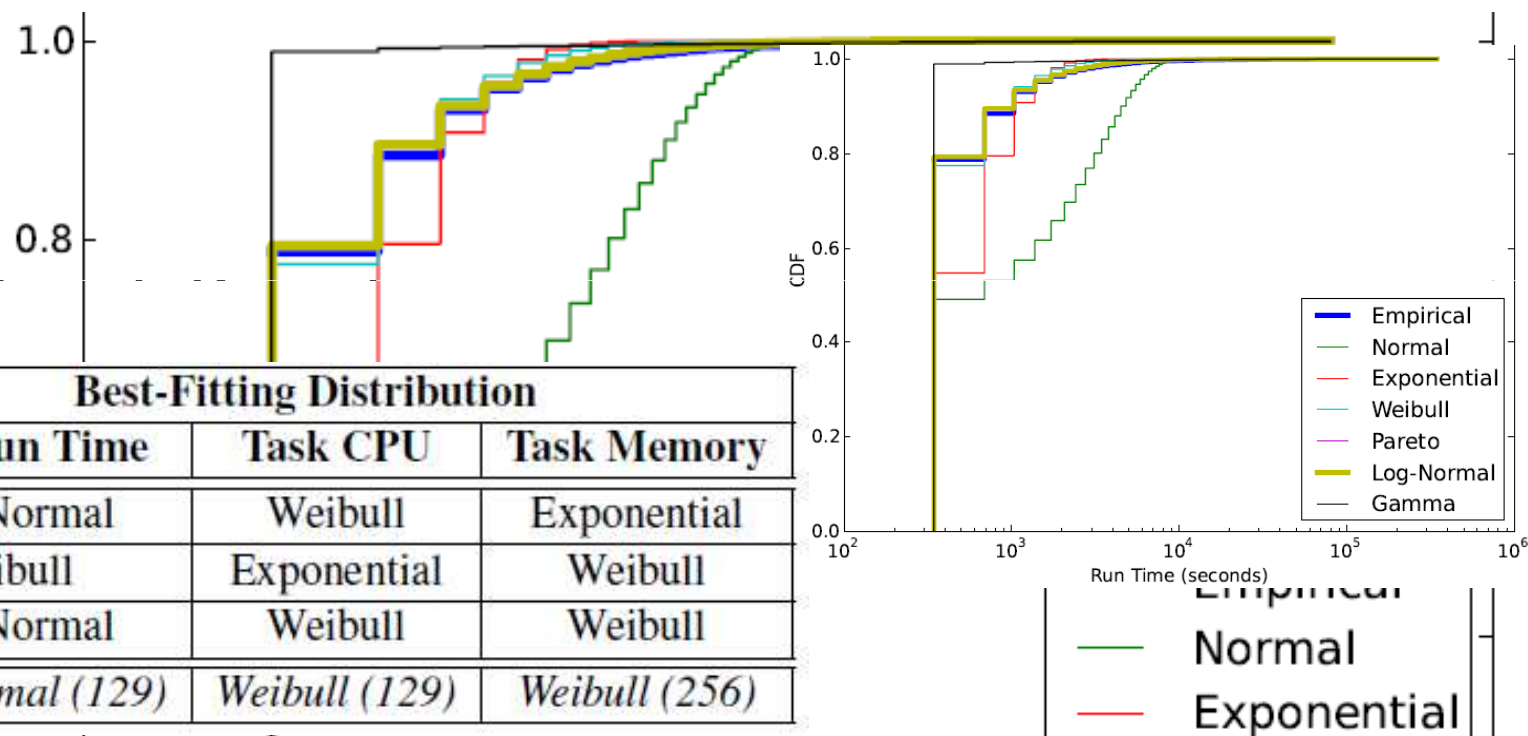 1.0
0.8
Best-Fitting Distribution
Task CPU Task Memory
Weibull Exponential
Exponential Weibull
Weibull Weibull
(129) Weibull (129) Weibull (256)
1.0
0.8
0.6
0.4
0.2
0.0
CDF
10² 10³ 10⁴ 10⁵ 10⁶
Run Time (seconds)
Empirical
Normal
Exponential
Weibull
Pareto
Log-Normal
Gamma
Normal
Exponential